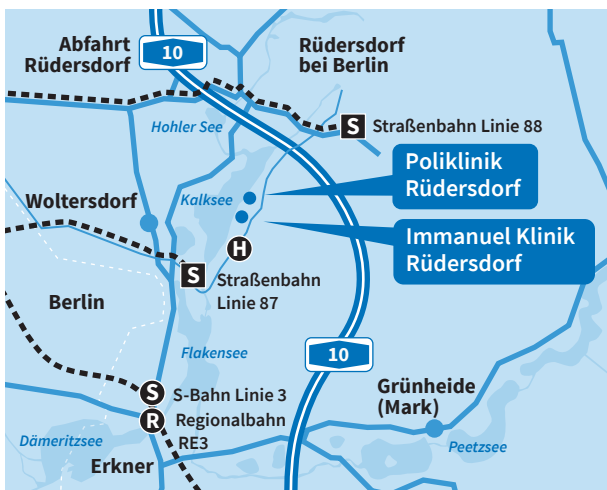 Abfahrt
Rüdersdorf
10
Rüdersdorf
bei Berlin
Hohler See
S
Straßenbahn Linie 88
Poliklinik
Rüdersdorf
Woltersdorf
Kalksee
Immanuel Klinik
Rüdersdorf
H
S
Straßenbahn
Linie 87
Berlin
Flakensee
10
S
S-Bahn Linie 3
R
Regionalbahn
RE3
Grünheide
(Mark)
Dämeritzsee
Peetzsee
Erkner